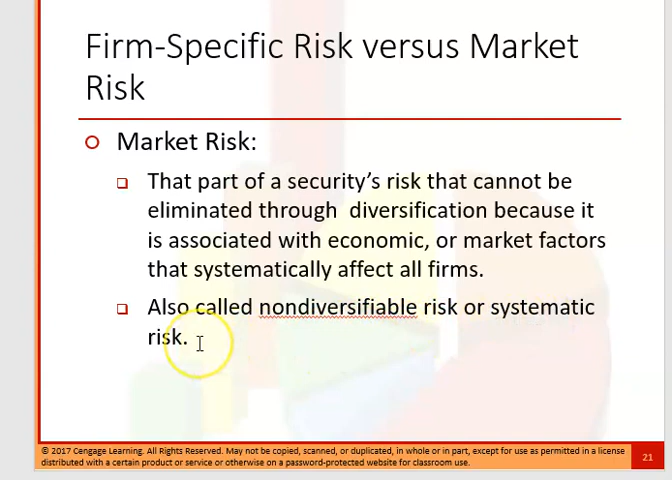 Firm-Specific Risk versus Market
Risk
Market Risk:
That part of a security's risk that cannot be
eliminated through diversification because it
is associated with economic, or market factors
that systematically affect all firms.
Also called nondiversifiable risk or systematic
risk.
© 2017 Cengage Learning. All Rights Reserved. May not be copied, scanned, or duplicated, in whole or in part, except for use as permitted in a license
distributed with a certain product or service or otherwise on a password-protected website for classroom use.
21